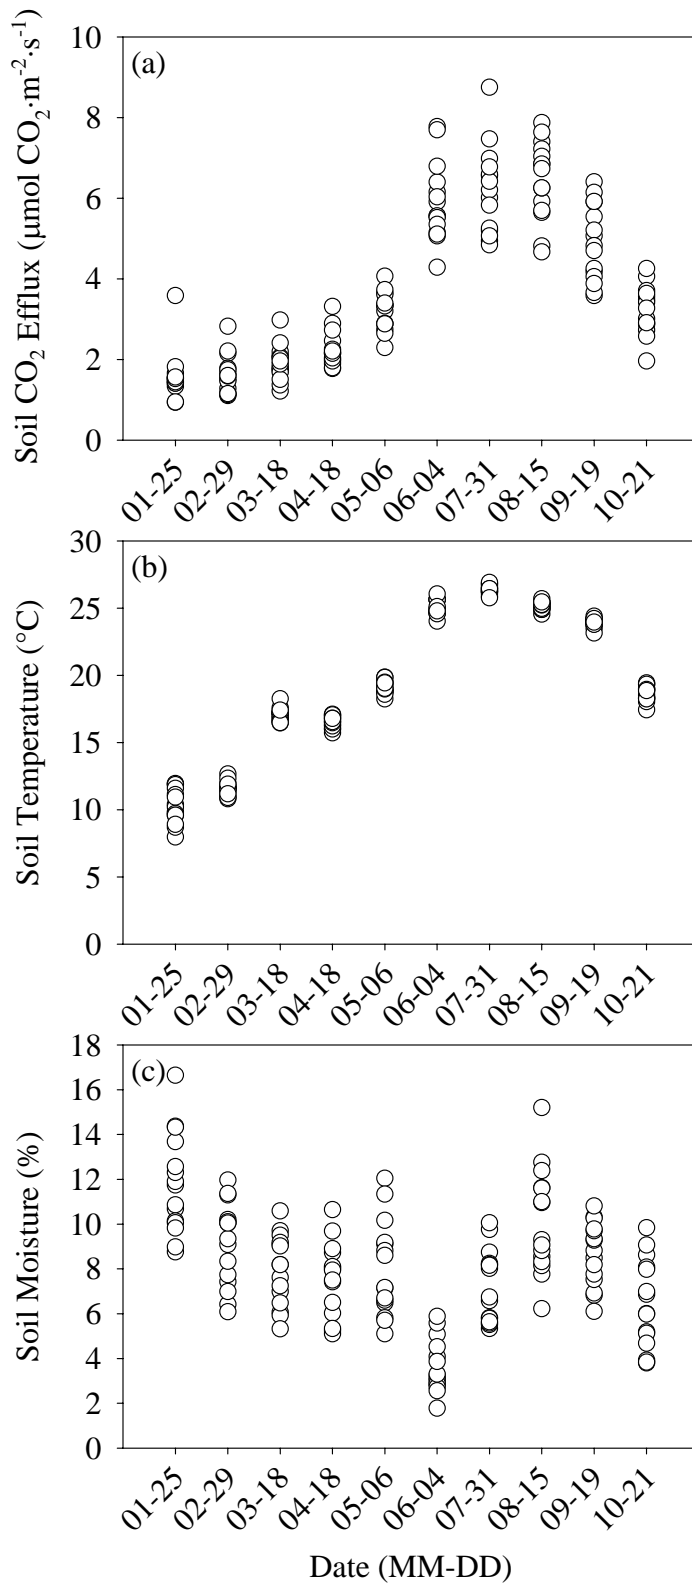 Soil CO₂ Efflux (μmol CO₂·m⁻²·s⁻¹)
(a)
10
8
6
4
2
0
01-25 02-29 03-18 04-18 05-06 06-04 07-31 08-15 09-19 10-21
Soil Temperature (°C)
(b)
30
25
20
15
10
5
0
01-25 02-29 03-18 04-18 05-06 06-04 07-31 08-15 09-19 10-21
Soil Moisture (%)
(c)
18
16
14
12
10
8
6
4
2
0
01-25 02-29 03-18 04-18 05-06 06-04 07-31 08-15 09-19 10-21
Date (MM-DD)